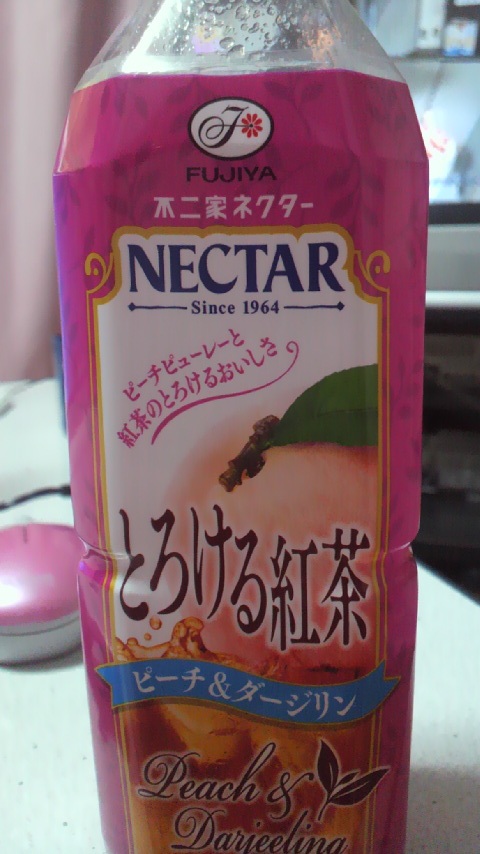 F
FUJIYA
不二家ネクター
NECTAR
Since 1964
ピーチピューレーと
紅茶のとろけるおいしさ
とろける紅茶
ピーチ&ダージリン
Peach &
Darjeeling